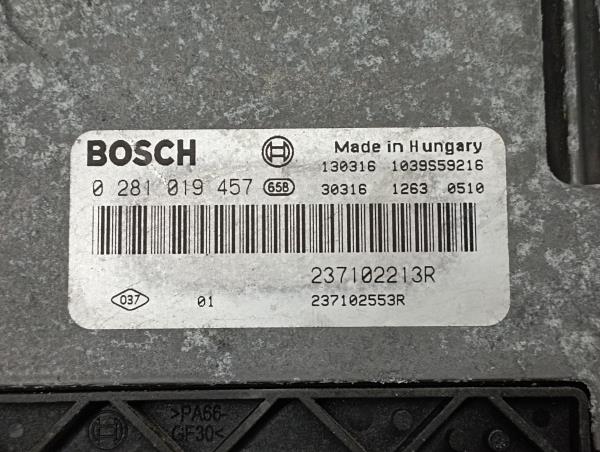 BOSCH
Made in Hungary
130316 1039S59216
0 281 019 457 65B 30316 1263 0510
237102213R
037 01 237102553R
>PA66-
GF30<